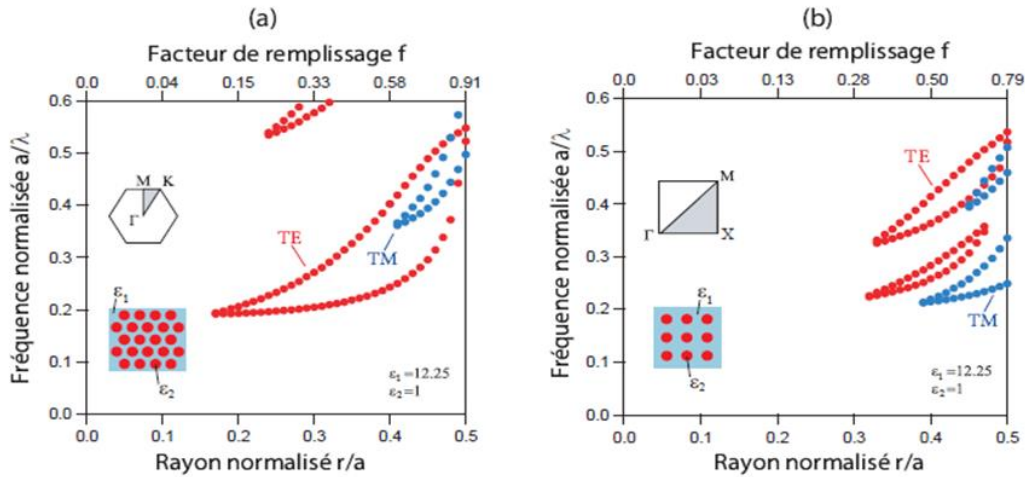 (a)
Facteur de remplissage f
0.0 0.04 0.15 0.33 0.58 0.91
0.6
0.5
0.4
0.3
0.2
0.1
0.0
Fréquence normalisée a/λ
M K
Γ
TE
TM
ε1
ε2
ε1=12.25
ε2=1
0.0 0.1 0.2 0.3 0.4 0.5
Rayon normalisé r/a
(b)
Facteur de remplissage f
0.0 0.03 0.13 0.28 0.50 0.79
0.6
0.5
0.4
0.3
0.2
0.1
0.0
Fréquence normalisée a/λ
TE
M
Γ X
TM
ε1
ε2
ε1=12.25
ε2=1
0.0 0.1 0.2 0.3 0.4 0.5
Rayon normalisé r/a